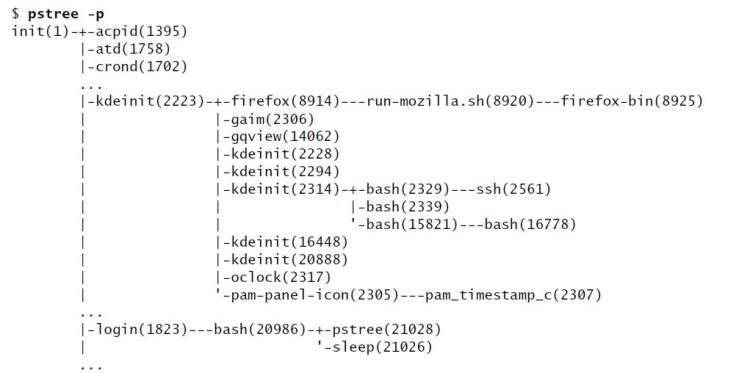 $ pstree -p
init(1)-+-acpid(1395)
        |-atd(1758)
        |-crond(1702)
        ...
        |-kdeinit(2223)-+-firefox(8914)---run-mozilla.sh(8920)---firefox-bin(8925)
        |               |-gaim(2306)
        |               |-gqview(14062)
        |               |-kdeinit(2228)
        |               |-kdeinit(2294)
        |               |-kdeinit(2314)-+-bash(2329)---ssh(2561)
        |               |               |-bash(2339)
        |               |               '-bash(15821)---bash(16778)
        |               |-kdeinit(16448)
        |               |-kdeinit(20888)
        |               |-oclock(2317)
        |               '-pam-panel-icon(2305)---pam_timestamp_c(2307)
        ...
        |-login(1823)---bash(20986)-+-pstree(21028)
        |                           '-sleep(21026)
        ...